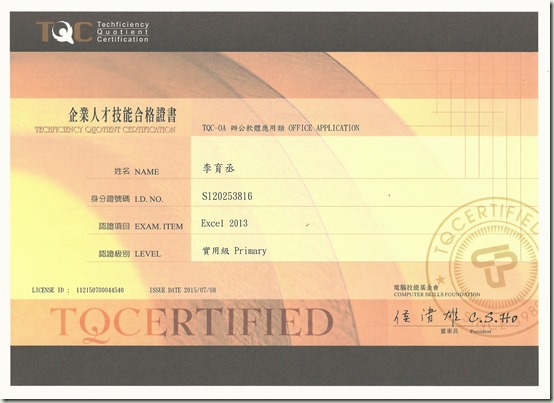 TQC Techficiency
Quotient
Certification
企業人才技能合格證書
TECHFICIENCY QUOTIENT CERTIFICATION
TQC-OA 辦公軟體應用類 OFFICE APPLICATION
姓名 NAME 李育丞
身分證號碼 I.D. NO. S120253816
認證項目 EXAM. ITEM Excel 2013
認證級別 LEVEL 實用級 Primary
LICENSE ID : 112150700044540 ISSUE DATE 2015/07/08
TQCERTIFIED
TQCERTIFIED
電腦技能基金會
COMPUTER SKILLS FOUNDATION
C.S.Ho
董事長 President